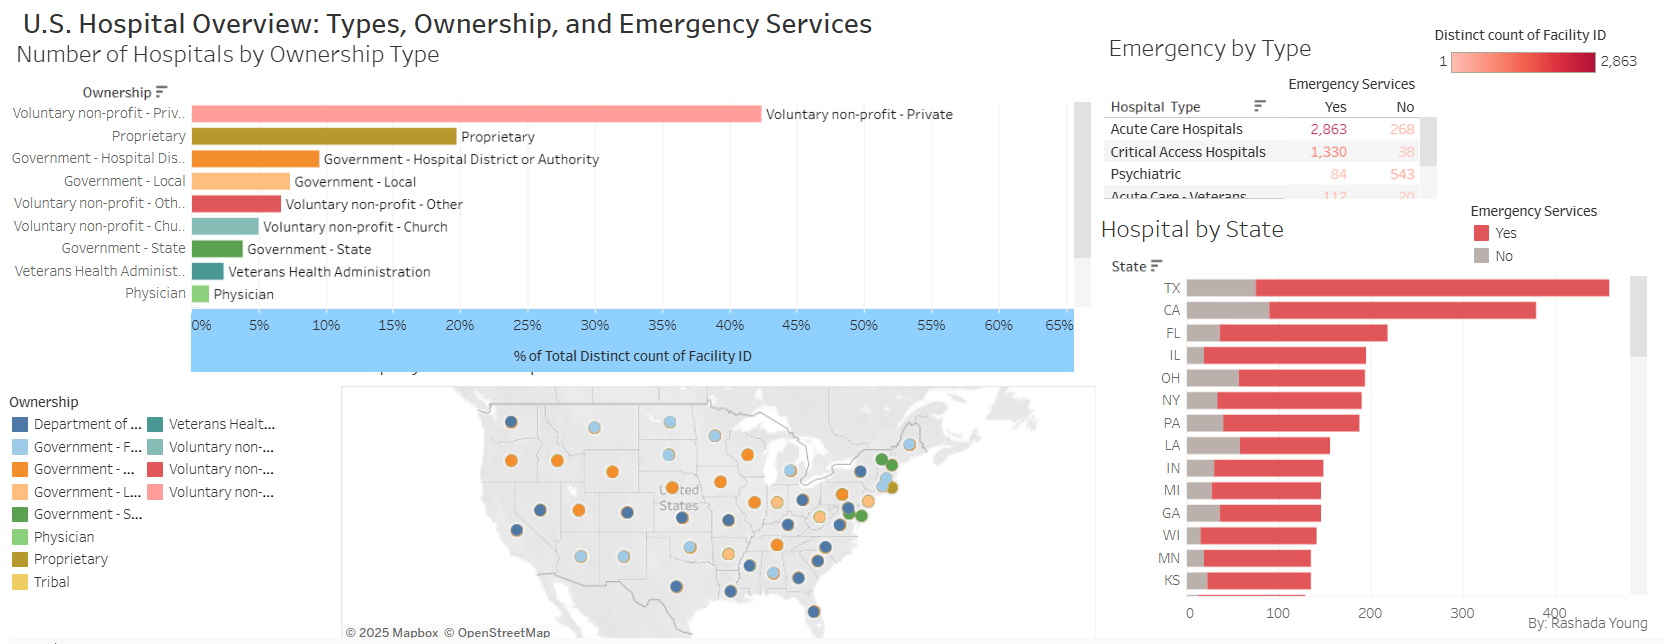 U.S. Hospital Overview: Types, Ownership, and Emergency Services
Number of Hospitals by Ownership Type
Ownership
Voluntary non-profit - Priv.. Voluntary non-profit - Private
Proprietary Proprietary
Government - Hospital Dis.. Government - Hospital District or Authority
Government - Local Government - Local
Voluntary non-profit - Oth.. Voluntary non-profit - Other
Voluntary non-profit - Chu.. Voluntary non-profit - Church
Government - State Government - State
Veterans Health Administ.. Veterans Health Administration
Physician Physician
0% 5% 10% 15% 20% 25% 30% 35% 40% 45% 50% 55% 60% 65%
% of Total Distinct count of Facility ID
Emergency by Type
Distinct count of Facility ID
1 2,863
Emergency Services
Hospital Type Yes No
Acute Care Hospitals 2,863 268
Critical Access Hospitals 1,330 38
Psychiatric 84 543
Acute Care - Veterans 112 20
Emergency Services
Yes
No
Hospital by State
State
TX
CA
FL
IL
OH
NY
PA
LA
IN
MI
GA
WI
MN
KS
0 100 200 300 400
By: Rashada Young
Ownership
Department of ... Veterans Healt...
Government - F... Voluntary non-...
Government - ... Voluntary non-...
Government - L... Voluntary non-...
Government - S...
Physician
Proprietary
Tribal
United
States
© 2025 Mapbox © OpenStreetMap